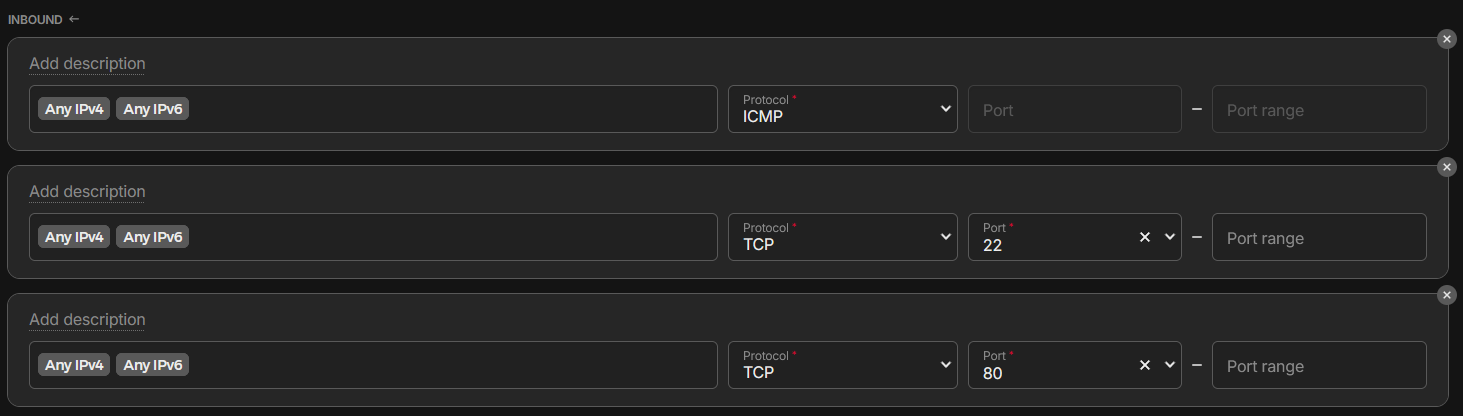 INBOUND ←
Add description
Any IPv4 Any IPv6 Protocol * ICMP Port – Port range
Add description
Any IPv4 Any IPv6 Protocol * TCP Port * 22 – Port range
Add description
Any IPv4 Any IPv6 Protocol * TCP Port * 80 – Port range